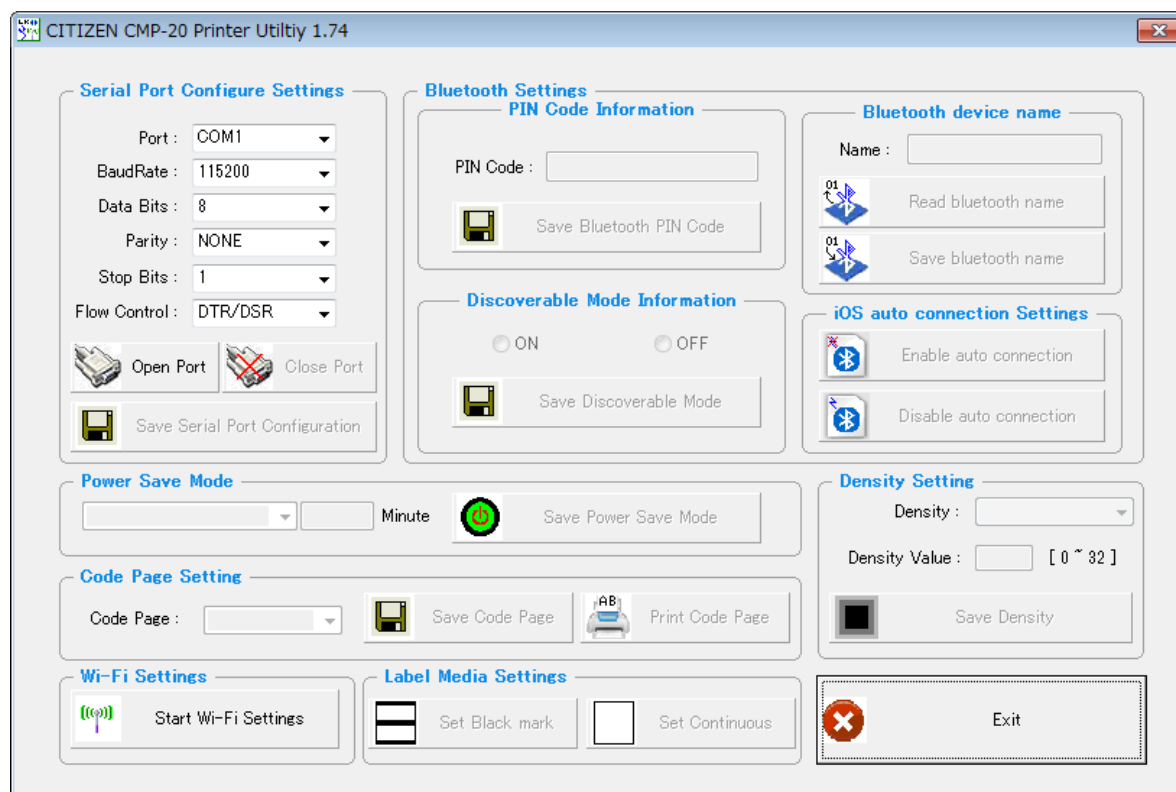 CITIZEN CMP-20 Printer Utiltiy 1.74
Serial Port Configure Settings
Port : COM1
BaudRate : 115200
Data Bits : 8
Parity : NONE
Stop Bits : 1
Flow Control : DTR/DSR
Open Port
Close Port
Save Serial Port Configuration
Bluetooth Settings
PIN Code Information
PIN Code :
Save Bluetooth PIN Code
Discoverable Mode Information
ON
OFF
Save Discoverable Mode
Bluetooth device name
Name :
01
Read bluetooth name
01
Save bluetooth name
iOS auto connection Settings
Enable auto connection
Disable auto connection
Power Save Mode
Minute
Save Power Save Mode
Density Setting
Density :
Density Value : [ 0 ~ 32 ]
Save Density
Code Page Setting
Code Page :
Save Code Page
AB
Print Code Page
Wi-Fi Settings
Start Wi-Fi Settings
Label Media Settings
Set Black mark
Set Continuous
Exit